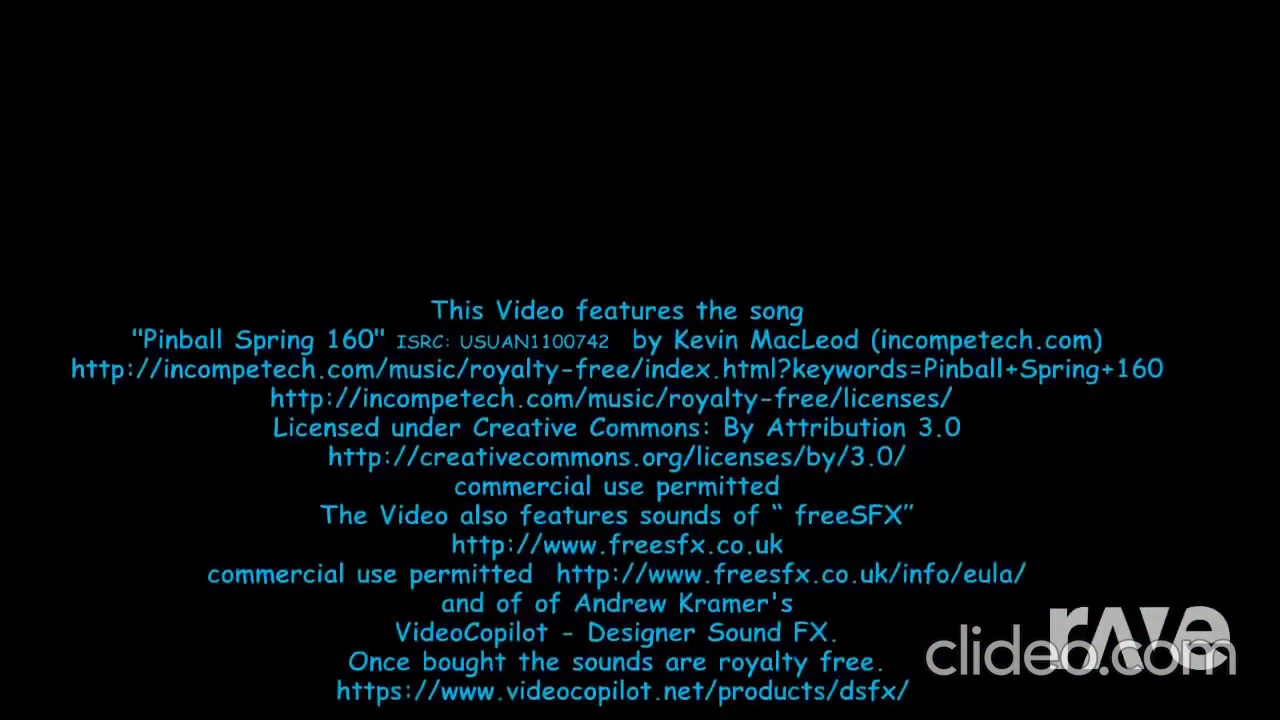 This Video features the song
"Pinball Spring 160" ISRC: USUAN1100742 by Kevin MacLeod (incompetech.com)
http://incompetech.com/music/royalty-free/index.html?keywords=Pinball+Spring+160
http://incompetech.com/music/royalty-free/licenses/
Licensed under Creative Commons: By Attribution 3.0
http://creativecommons.org/licenses/by/3.0/
commercial use permitted
The Video also features sounds of “ freeSFX”
http://www.freesfx.co.uk
commercial use permitted http://www.freesfx.co.uk/info/eula/
and of of Andrew Kramer's
VideoCopilot - Designer Sound FX.
Once bought the sounds are royalty free.
https://www.videocopilot.net/products/dsfx/
rave
clideo.com